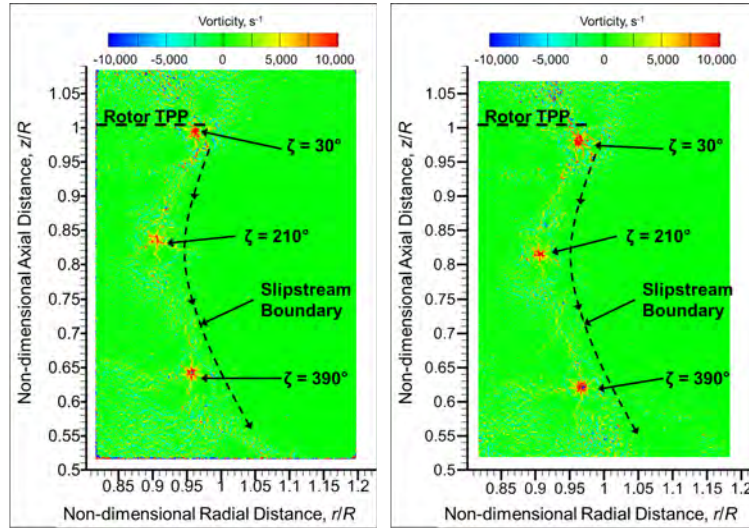 Vorticity, s⁻¹
-10,000 -5,000 0 5,000 10,000
Non-dimensional Axial Distance, z/R
1.05
1
0.95
0.9
0.85
0.8
0.75
0.7
0.65
0.6
0.55
0.5
Rotor TPP
ζ = 30°
ζ = 210°
Slipstream
Boundary
ζ = 390°
0.85 0.9 0.95 1 1.05 1.1 1.15 1.2
Non-dimensional Radial Distance, r/R
Vorticity, s⁻¹
-10,000 -5,000 0 5,000 10,000
Non-dimensional Axial Distance, z/R
1.05
1
0.95
0.9
0.85
0.8
0.75
0.7
0.65
0.6
0.55
0.5
Rotor TPP
ζ = 30°
ζ = 210°
Slipstream
Boundary
ζ = 390°
0.85 0.9 0.95 1 1.05 1.1 1.15 1.2
Non-dimensional Radial Distance, r/R